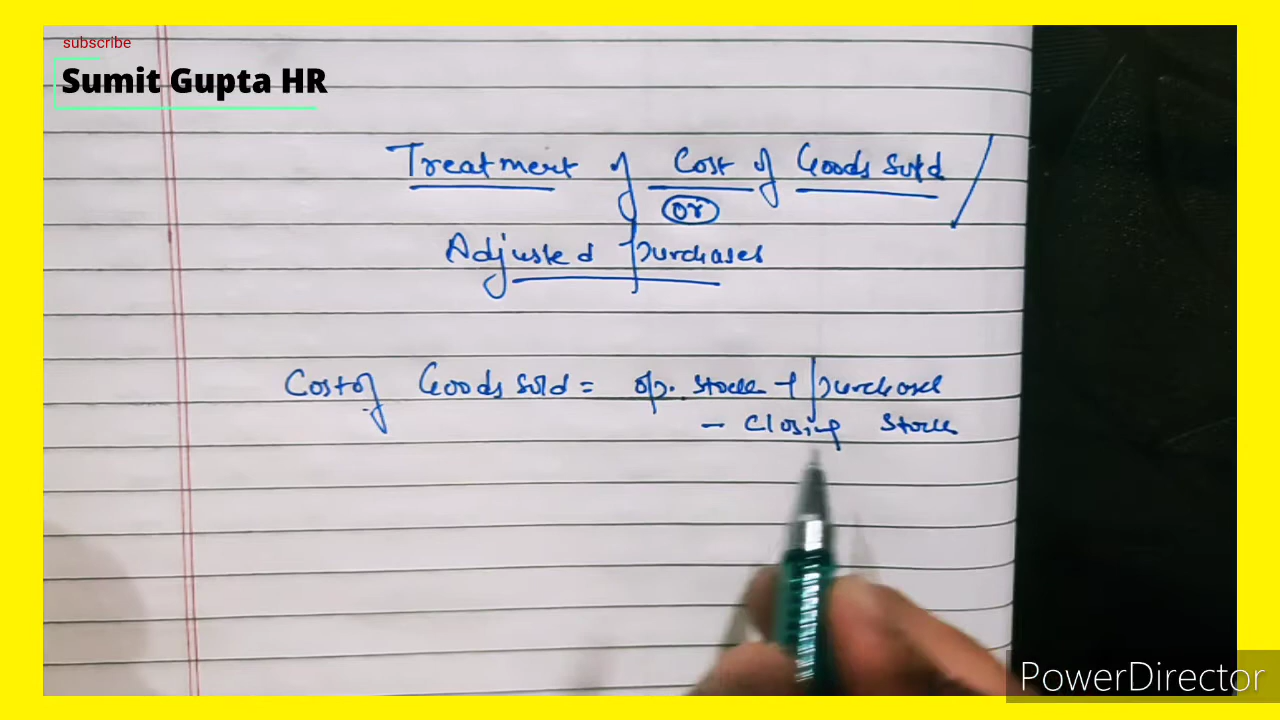 subscribe
Sumit Gupta HR
Treatment of Cost of Goods Sold
or
Adjusted purchases
Cost of Goods Sold = op. stock + purchases
- closing stock
PowerDirector